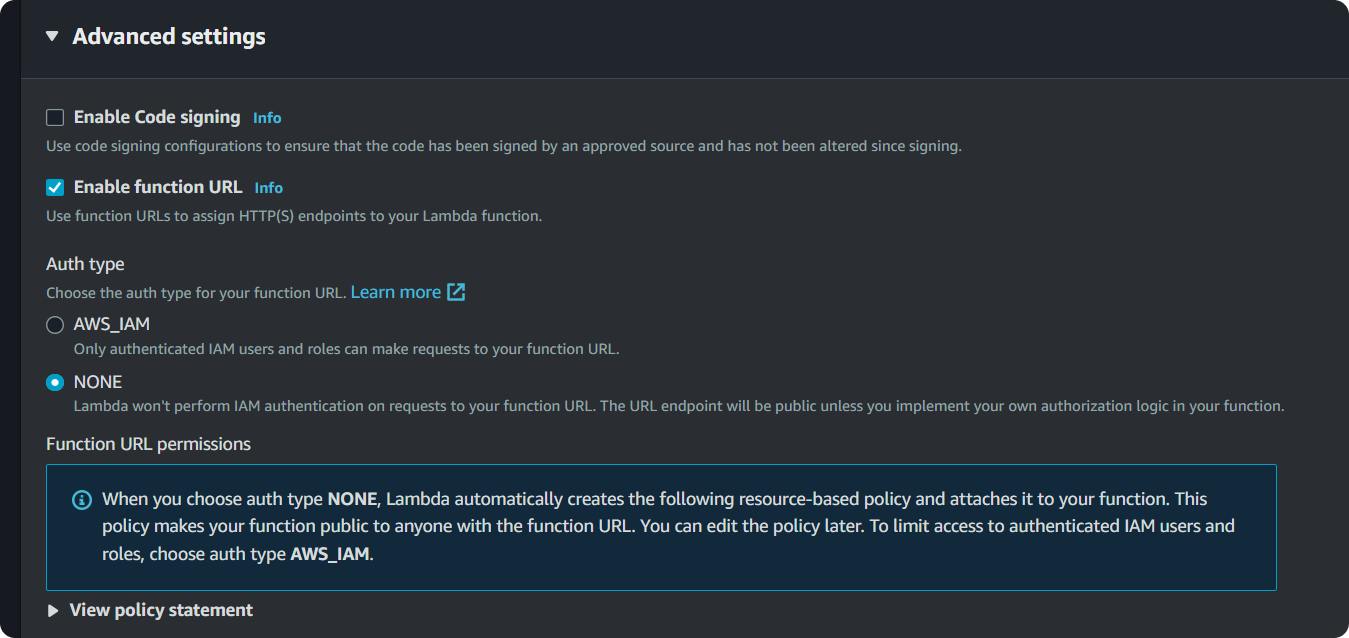 Advanced settings
Enable Code signing Info
Use code signing configurations to ensure that the code has been signed by an approved source and has not been altered since signing.
Enable function URL Info
Use function URLs to assign HTTP(S) endpoints to your Lambda function.
Auth type
Choose the auth type for your function URL. Learn more
AWS_IAM
Only authenticated IAM users and roles can make requests to your function URL.
NONE
Lambda won't perform IAM authentication on requests to your function URL. The URL endpoint will be public unless you implement your own authorization logic in your function.
Function URL permissions
When you choose auth type NONE, Lambda automatically creates the following resource-based policy and attaches it to your function. This
policy makes your function public to anyone with the function URL. You can edit the policy later. To limit access to authenticated IAM users and
roles, choose auth type AWS_IAM.
View policy statement